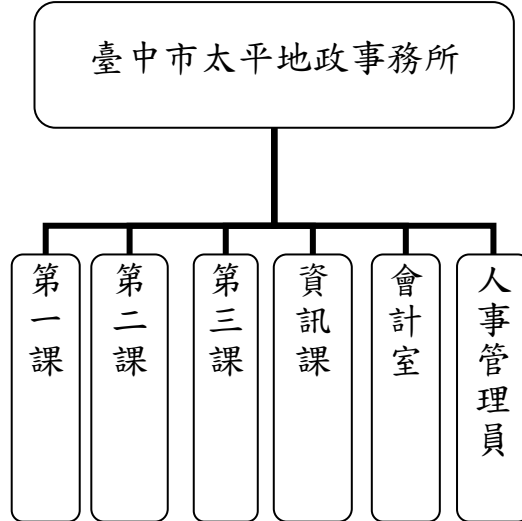 臺中市太平地政事務所
第一課
第二課
第三課
資訊課
會計室
人事管理員